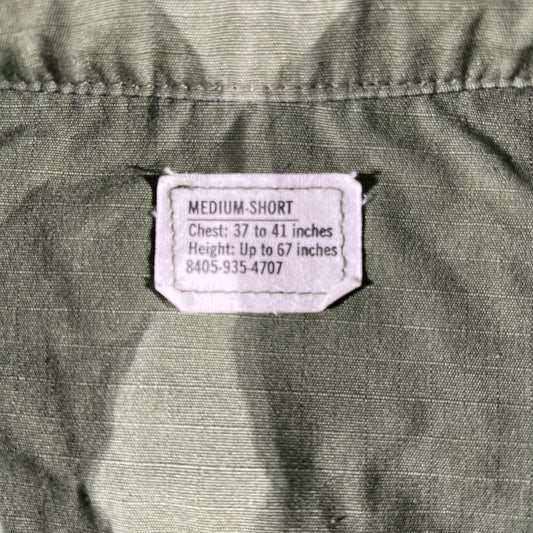 MEDIUM-SHORT
Chest: 37 to 41 inches
Height: Up to 67 inches
8405-935-4707